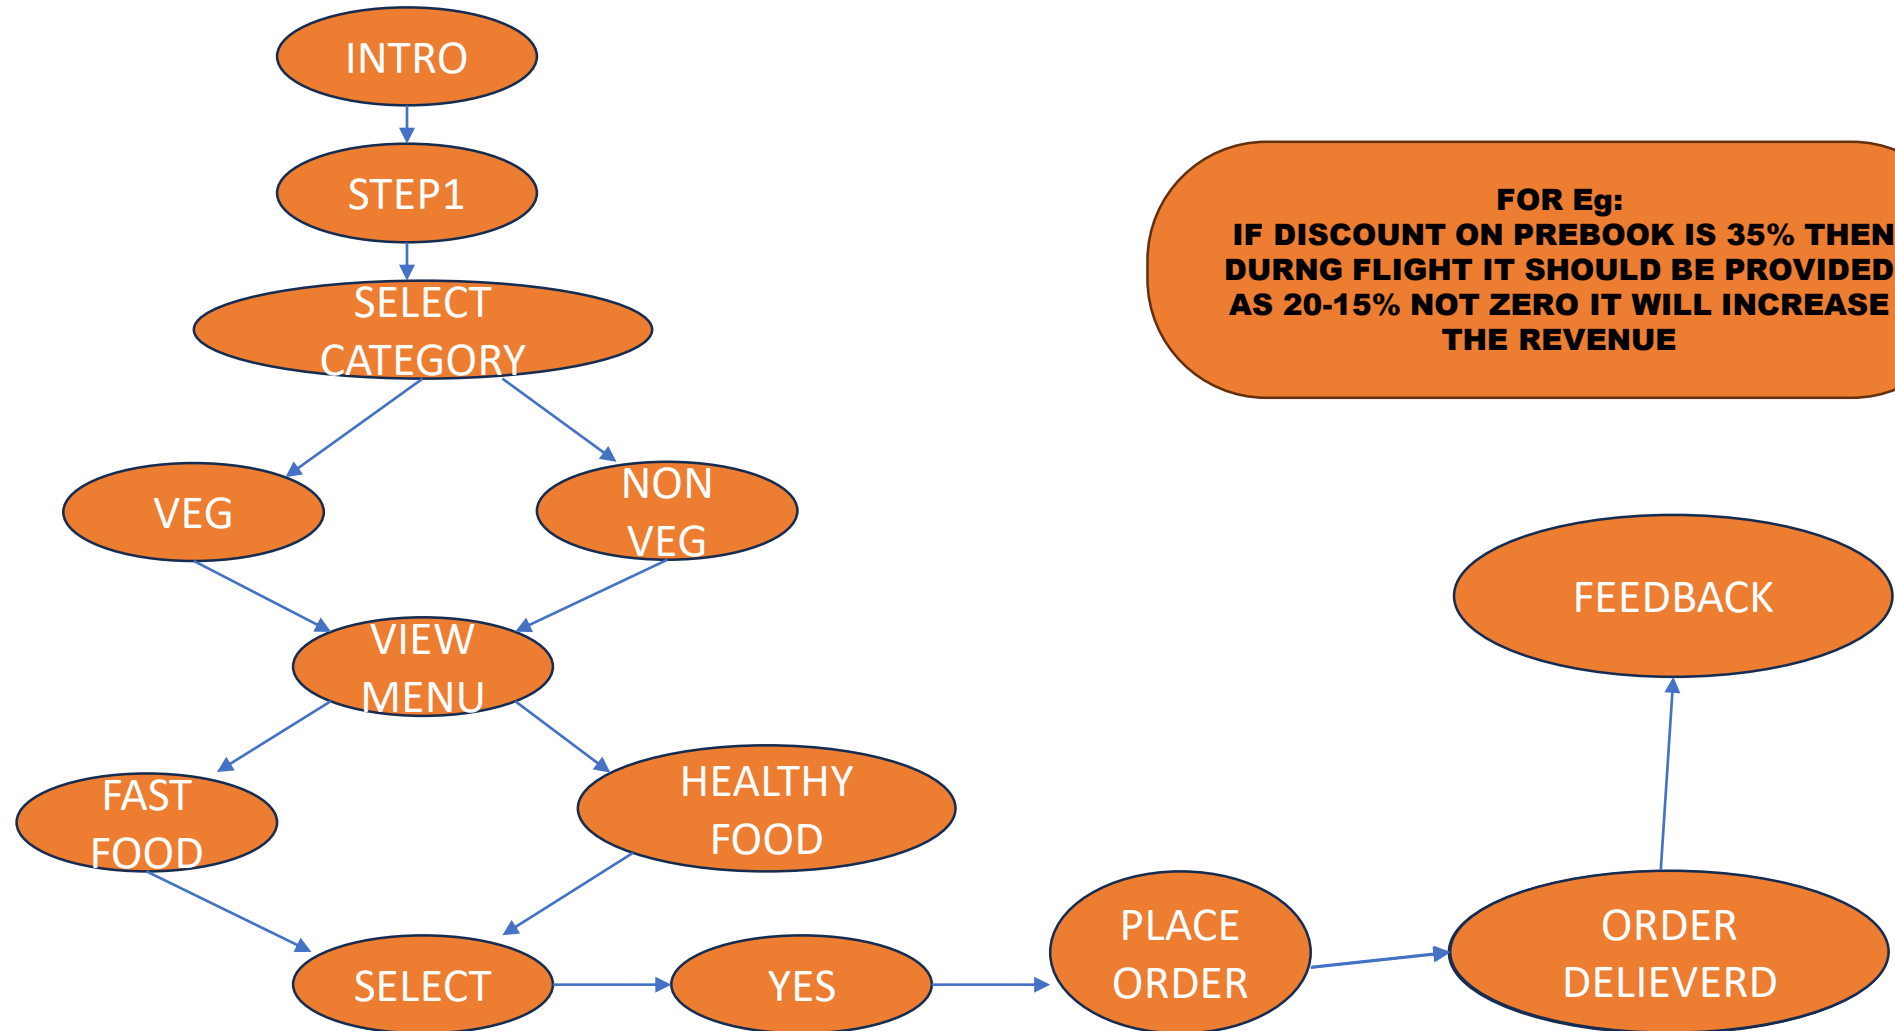 INTRO
STEP1
SELECT
CATEGORY
VEG
NON
VEG
VIEW
MENU
FAST
FOOD
HEALTHY
FOOD
SELECT
YES
PLACE
ORDER
ORDER
DELIEVERD
FEEDBACK
FOR Eg:
IF DISCOUNT ON PREBOOK IS 35% THEN
DURNG FLIGHT IT SHOULD BE PROVIDED
AS 20-15% NOT ZERO IT WILL INCREASE
THE REVENUE